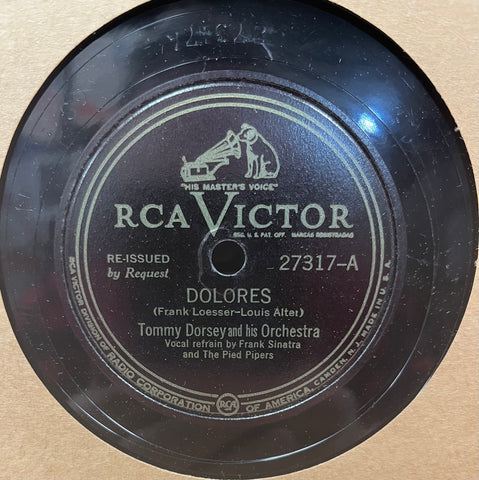 "HIS MASTER'S VOICE"
RCA VICTOR
REG. U. S. PAT. OFF. MARCAS REGISTRADAS
RE-ISSUED
by Request
27317-A
DOLORES
(Frank Loesser-Louis Alter)
Tommy Dorsey and his Orchestra
Vocal refrain by Frank Sinatra
and The Pied Pipers
RCA VICTOR DIVISION OF RADIO CORPORATION RCA OF AMERICA, CAMDEN, N. J. MADE IN U. S. A.